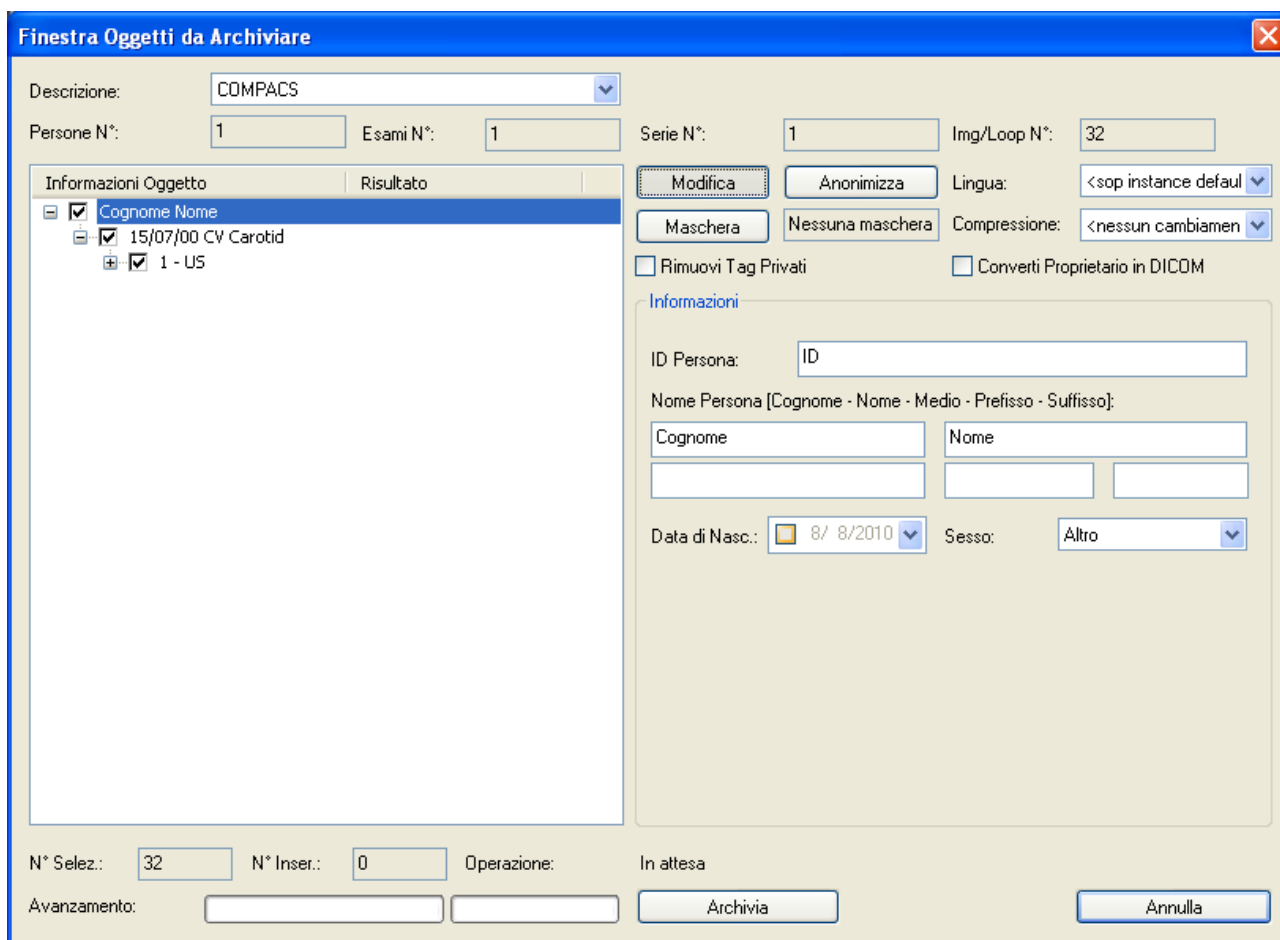 Finestra Oggetti da Archiviare
Descrizione: COMPACS
Persone N°: 1 Esami N°: 1 Serie N°: 1 Img/Loop N°: 32
Informazioni Oggetto Risultato
Cognome Nome
15/07/00 CV Carotid
1 - US
Modifica Anonimizza Lingua: <sop instance defaul
Maschera Nessuna maschera Compressione: <nessun cambiamen
Rimuovi Tag Privati Converti Proprietario in DICOM
Informazioni
ID Persona: ID
Nome Persona [Cognome - Nome - Medio - Prefisso - Suffisso]:
Cognome Nome
Data di Nasc.: 8/ 8/2010 Sesso: Altro
N° Selez.: 32 N° Inser.: 0 Operazione: In attesa
Avanzamento: Archivia Annulla